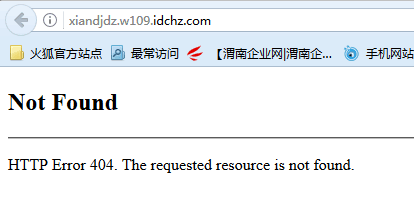 xiandjdz.w109.idchz.com
火狐官方站点 最常访问 【渭南企业网|渭南企... 手机网站
Not Found
HTTP Error 404. The requested resource is not found.